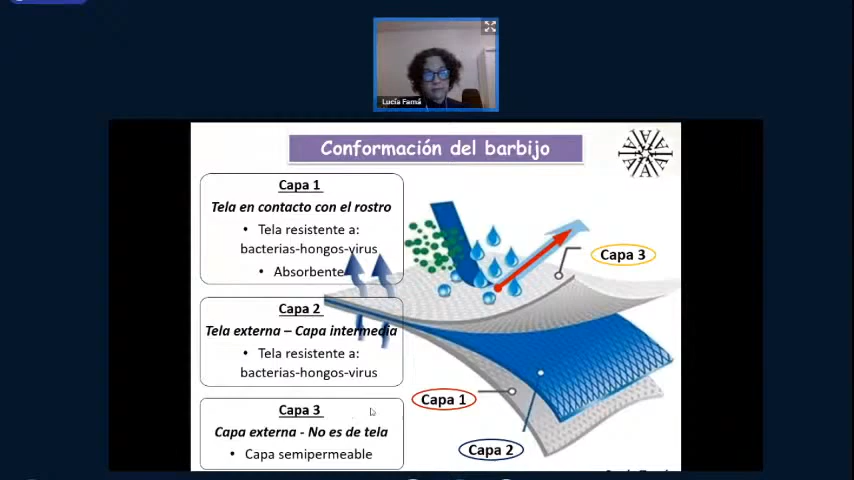 Lucía Famá
Conformación del barbijo
Capa 1
Tela en contacto con el rostro
• Tela resistente a:
bacterias-hongos-virus
• Absorbente
Capa 2
Tela externa – Capa intermedia
• Tela resistente a:
bacterias-hongos-virus
Capa 3
Capa externa - No es de tela
• Capa semipermeable
Capa 3
Capa 1
Capa 2